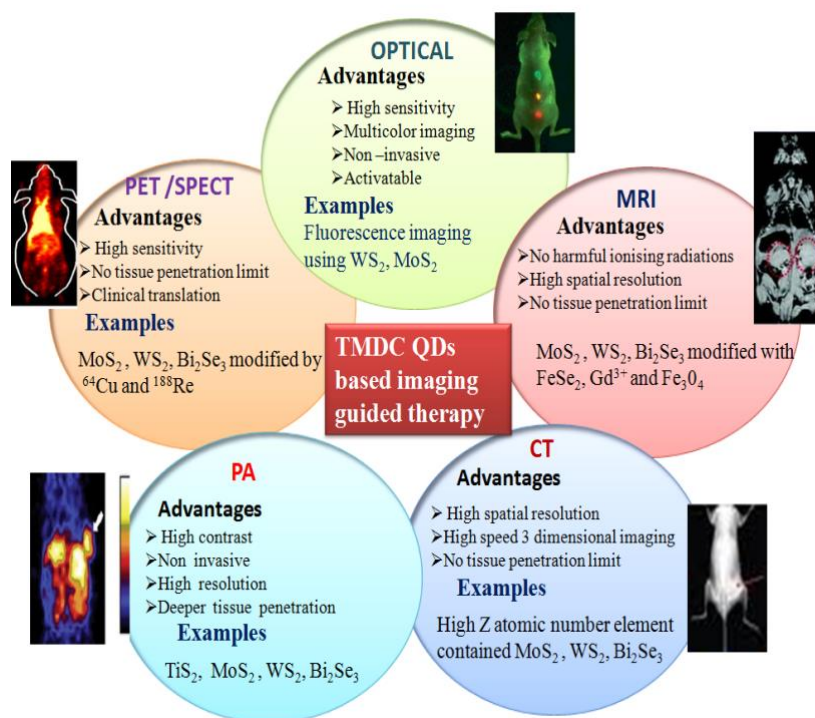 OPTICAL
Advantages
➢High sensitivity
➢Multicolor imaging
➢Non –invasive
➢Activatable
Examples
Fluorescence imaging
using WS₂, MoS₂
PET /SPECT
Advantages
➢High sensitivity
➢No tissue penetration limit
➢Clinical translation
Examples
MoS₂ , WS₂, Bi₂Se₃ modified by
⁶⁴Cu and ¹⁸⁸Re
MRI
Advantages
➢No harmful ionising radiations
➢High spatial resolution
➢No tissue penetration limit
MoS₂ , WS₂, Bi₂Se₃ modified with
FeSe₂, Gd³⁺ and Fe₃0₄
TMDC QDs
based imaging
guided therapy
PA
Advantages
➢High contrast
➢Non invasive
➢High resolution
➢Deeper tissue penetration
Examples
TiS₂, MoS₂ , WS₂, Bi₂Se₃
CT
Advantages
➢High spatial resolution
➢High speed 3 dimensional imaging
➢No tissue penetration limit
Examples
High Z atomic number element
contained MoS₂ , WS₂, Bi₂Se₃